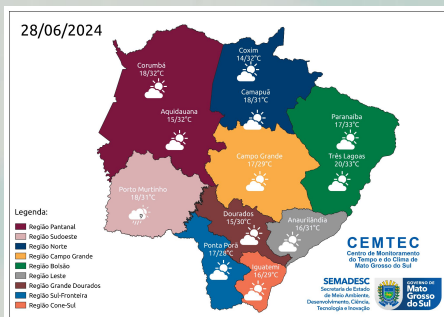 28/06/2024
Corumbá
18/32°C
Aquidauana
15/32°C
Coxim
14/32°C
Camapuã
18/31°C
Paranaíba
17/33°C
Três Lagoas
20/33°C
Campo Grande
17/29°C
Porto Murtinho
18/31°C
Dourados
15/30°C
Anaurilândia
16/31°C
Ponta Porã
17/28°C
Iguatemi
16/29°C
Legenda:
Região Pantanal
Região Sudoeste
Região Norte
Região Campo Grande
Região Bolsão
Região Leste
Região Grande Dourados
Região Sul-Fronteira
Região Cone-Sul
CEMTEC
Centro de Monitoramento
do Tempo e do Clima de
Mato Grosso do Sul
SEMADESC
Secretaria de Estado
de Meio Ambiente,
Desenvolvimento, Ciência,
Tecnologia e Inovação
GOVERNO DE
Mato
Grosso
do Sul